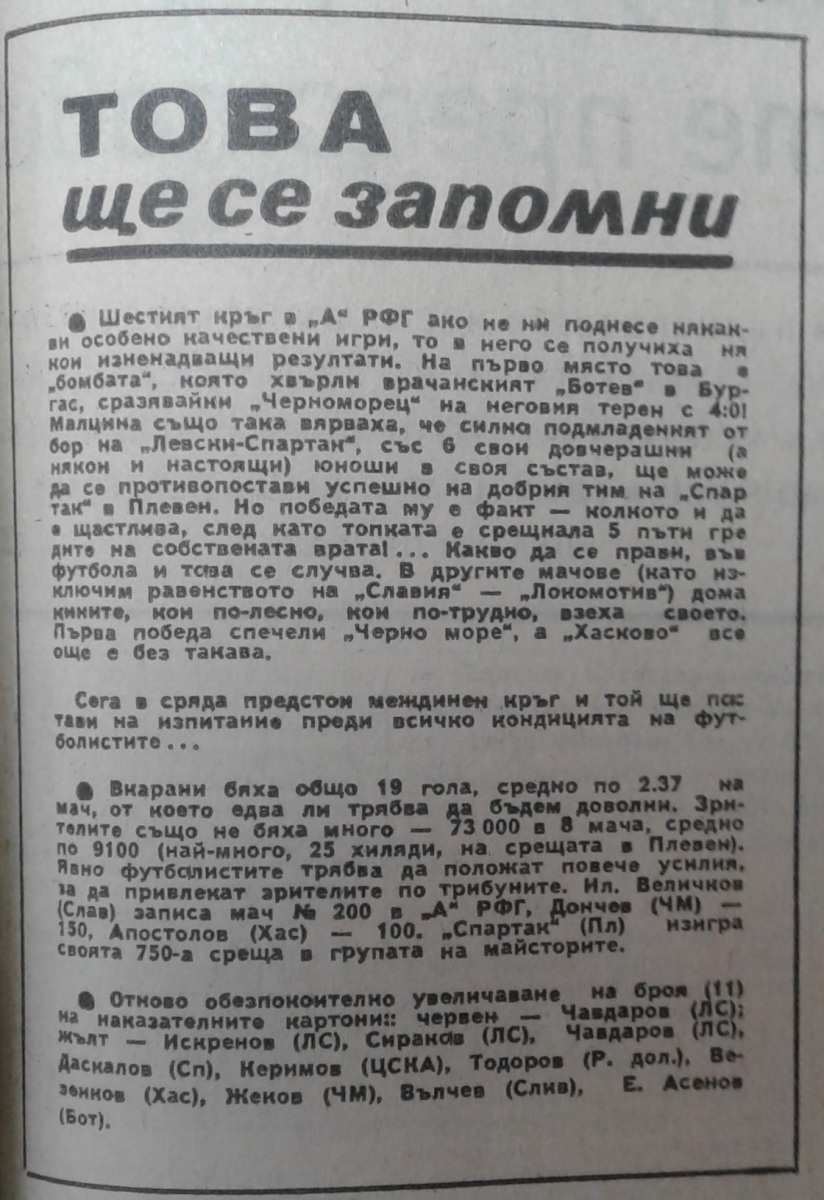 ТОВА
ще се запомни
● Шестият кръг в „А“ РФГ ако не ни поднесе някак-
ви особено качествени игри, то в него се получиха ня
кои изненадващи резултати. На първо място това е
„бомбата“, която хвърли врачанският „Ботев“ в Бур-
гас, сразявайки „Черноморец“ на неговия терен с 4:0!
Малцина също така вярваха, че силно подмладеният от
бор на „Левски-Спартак“, със 6 свои довчерашни (а
някои и настоящи) юноши в своя състав, ще може
да се противопостави успешно на добрия тим на „Спар
так“ в Плевен. Но победата му е факт — колкото и да
е щастлива, след като топката е срещнала 5 пъти гре
дите на собствената врата!... Какво да се прави, във
футбола и това се случва. В другите мачове (като из-
ключим равенството на „Славия“ — „Локомотив“) дома
кините, кои по-лесно, кои по-трудно, взеха своето.
Първа победа спечели „Черно море“, а „Хасково“ все
още е без такава.
Сега в сряда предстои междинен кръг и той ще пос
тави на изпитание преди всичко кондицията на фут-
болистите...
● Вкарани бяха общо 19 гола, средно по 2.37 на
мач, от което едва ли трябва да бъдем доволни. Зри-
телите също не бяха много — 73 000 в 8 мача, средно
по 9100 (най-много, 25 хиляди, на срещата в Плевен).
Явно футболистите трябва да положат повече усилия,
за да привлекат зрителите по трибуните. Ил. Величков
(Слав) записа мач № 200 в „А“ РФГ, Дончев (ЧМ) —
150, Апостолов (Хас) — 100. „Спартак“ (Пл) изигра
своята 750-а среща в групата на майсторите.
● Отново обезпокоително увеличаване на броя (11)
на наказателните картони:: червен — Чавдаров (ЛС);
жълт — Искренов (ЛС), Сираков (ЛС), Чавдаров (ЛС),
Даскалов (Сп), Керимов (ЦСКА), Тодоров (Р. дол.), Ве-
зенков (Хас), Жеков (ЧМ), Вълчев (Слив), Е. Асенов
(Бот).